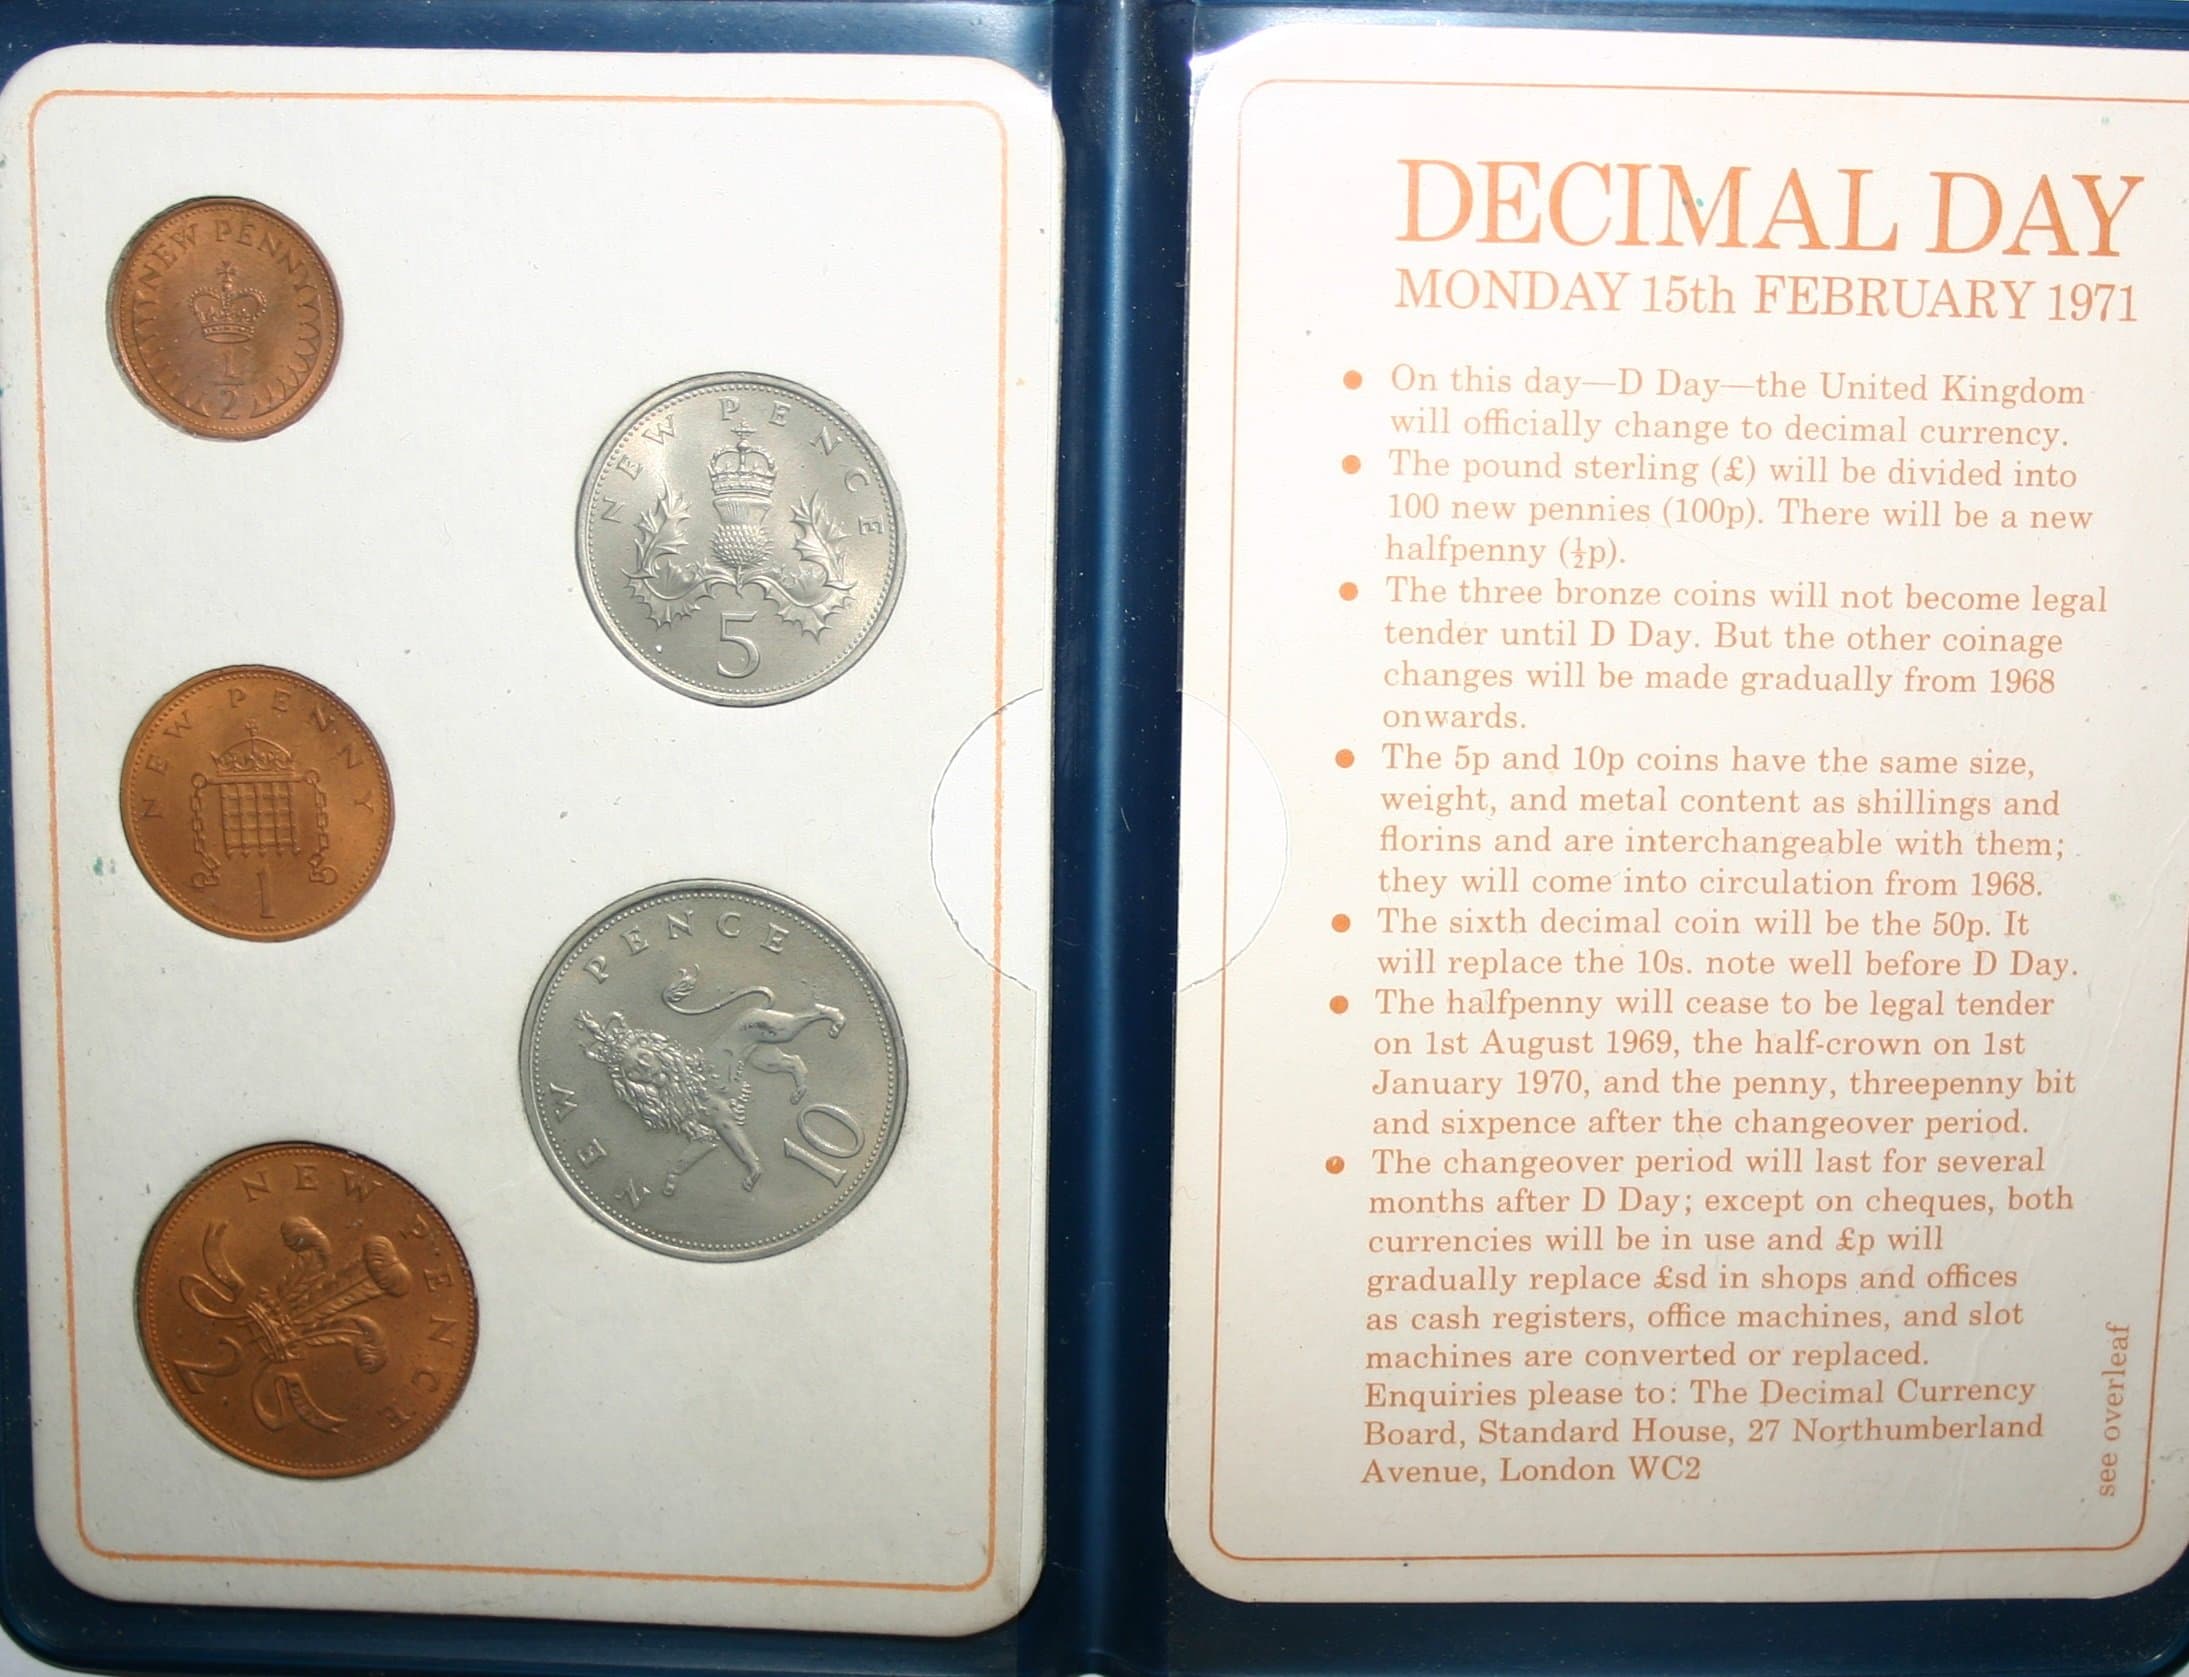 NEW PENNY
1/2
NEW PENCE
5
NEW PENNY
1
NEW PENCE
10
NEW PENCE
2
DECIMAL DAY
MONDAY 15th FEBRUARY 1971
● On this day—D Day—the United Kingdom
will officially change to decimal currency.
● The pound sterling (£) will be divided into
100 new pennies (100p). There will be a new
halfpenny (½p).
● The three bronze coins will not become legal
tender until D Day. But the other coinage
changes will be made gradually from 1968
onwards.
● The 5p and 10p coins have the same size,
weight, and metal content as shillings and
florins and are interchangeable with them;
they will come into circulation from 1968.
● The sixth decimal coin will be the 50p. It
will replace the 10s. note well before D Day.
● The halfpenny will cease to be legal tender
on 1st August 1969, the half-crown on 1st
January 1970, and the penny, threepenny bit
and sixpence after the changeover period.
● The changeover period will last for several
months after D Day; except on cheques, both
currencies will be in use and £p will
gradually replace £sd in shops and offices
as cash registers, office machines, and slot
machines are converted or replaced.
Enquiries please to: The Decimal Currency
Board, Standard House, 27 Northumberland
Avenue, London WC2
see overleaf